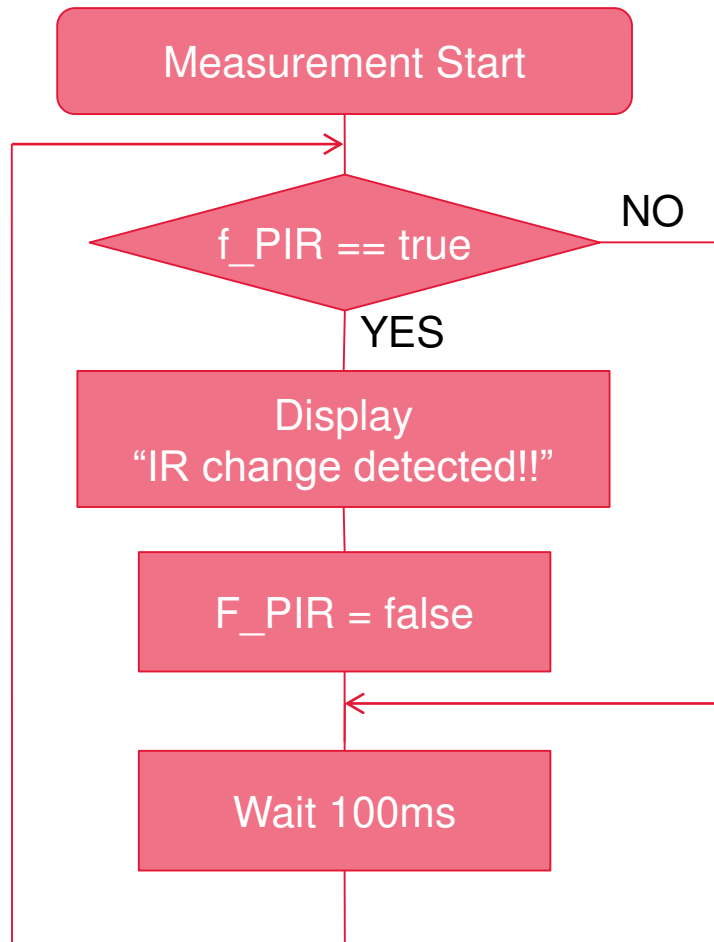 Measurement Start
f_PIR == true
NO
YES
Display
“IR change detected!!”
F_PIR = false
Wait 100ms